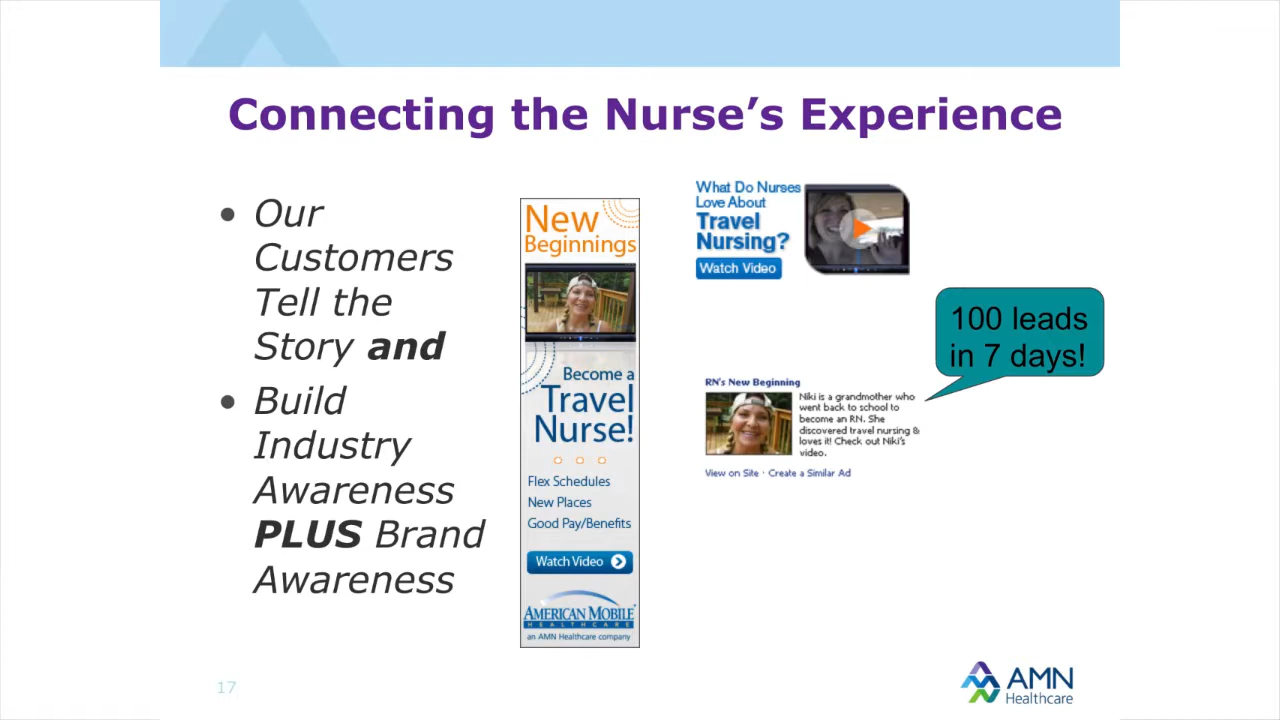 Connecting the Nurse’s Experience
• Our
Customers
Tell the
Story and
• Build
Industry
Awareness
PLUS Brand
Awareness
New
Beginnings
Become a
Travel
Nurse!
Flex Schedules
New Places
Good Pay/Benefits
Watch Video
AMERICAN MOBILE
HEALTHCARE
an AMN Healthcare company
What Do Nurses
Love About
Travel
Nursing?
Watch Video
100 leads
in 7 days!
RN's New Beginning
Niki is a grandmother who
went back to school to
become an RN. She
discovered travel nursing &
loves it! Check out Niki's
video.
View on Site · Create a Similar Ad
17
AMN
Healthcare